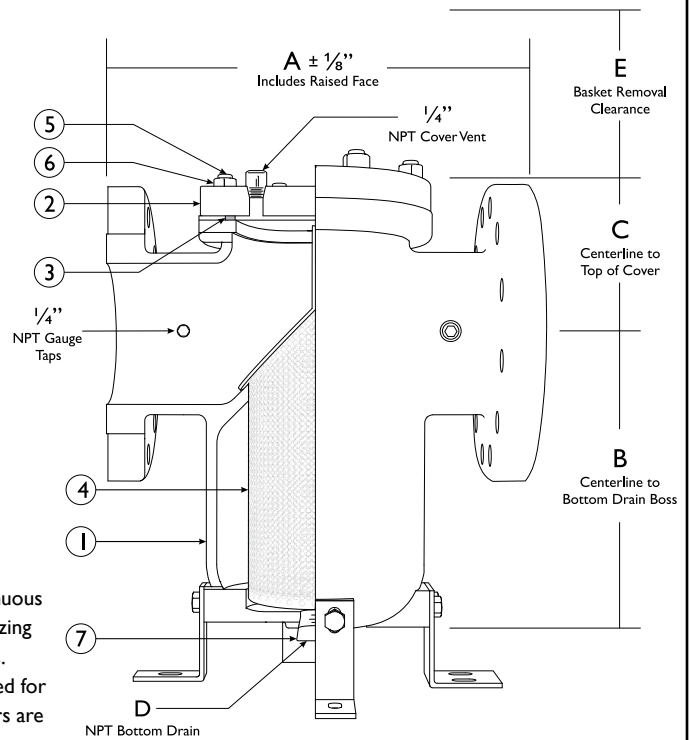 A ± 1/8”
Includes Raised Face
E
Basket Removal
Clearance
1/4”
NPT Cover Vent
5
6
2
3
C
Centerline to
Top of Cover
1/4”
NPT Gauge
Taps
B
Centerline to
Bottom Drain Boss
4
1
7
D
NPT Bottom Drain